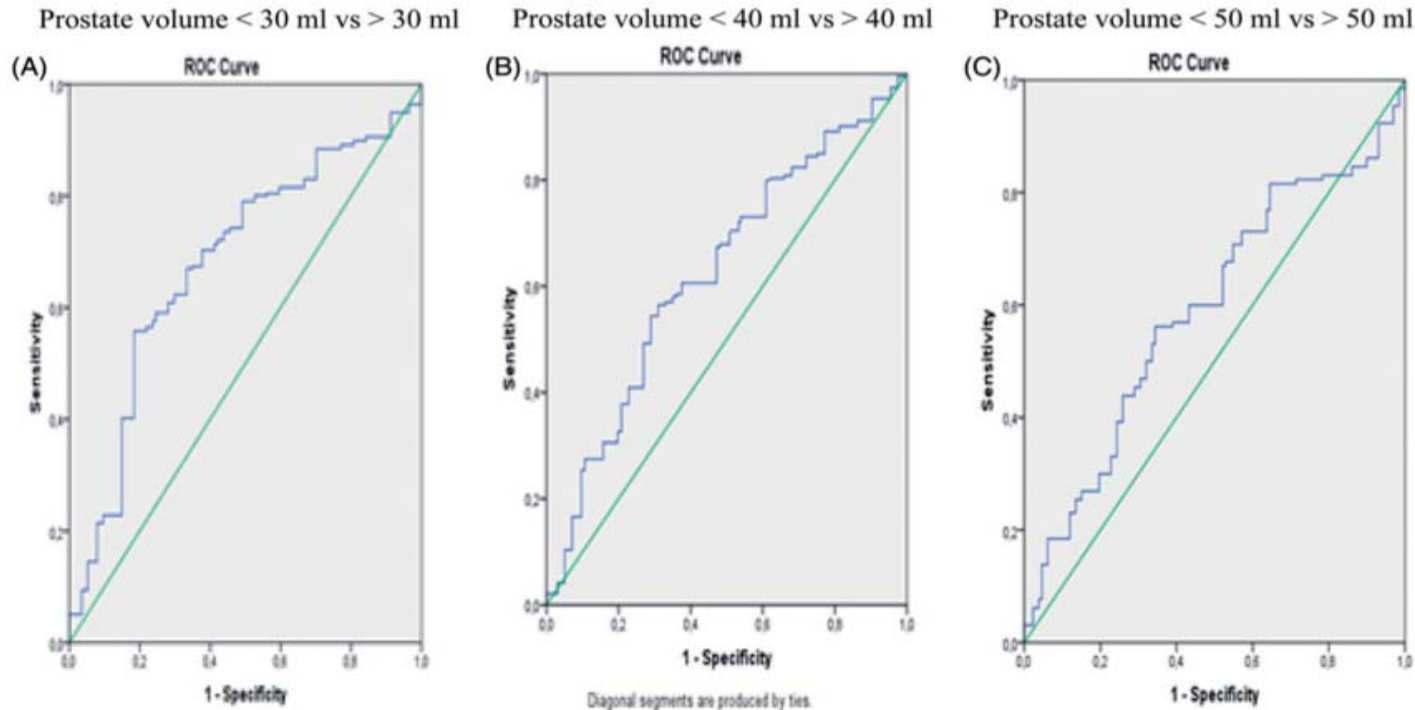 Prostate volume < 30 ml vs > 30 ml
(A)
ROC Curve
Sensitivity
1,0
0,8
0,6
0,4
0,2
0,0
0,0 0,2 0,4 0,6 0,8 1,0
1 - Specificity
Prostate volume < 40 ml vs > 40 ml
(B)
ROC Curve
Sensitivity
1,0
0,8
0,6
0,4
0,2
0,0
0,0 0,2 0,4 0,6 0,8 1,0
1 - Specificity
Diagonal segments are produced by ties.
Prostate volume < 50 ml vs > 50 ml
(C)
ROC Curve
Sensitivity
1,0
0,8
0,6
0,4
0,2
0,0
0,0 0,2 0,4 0,6 0,8 1,0
1 - Specificity